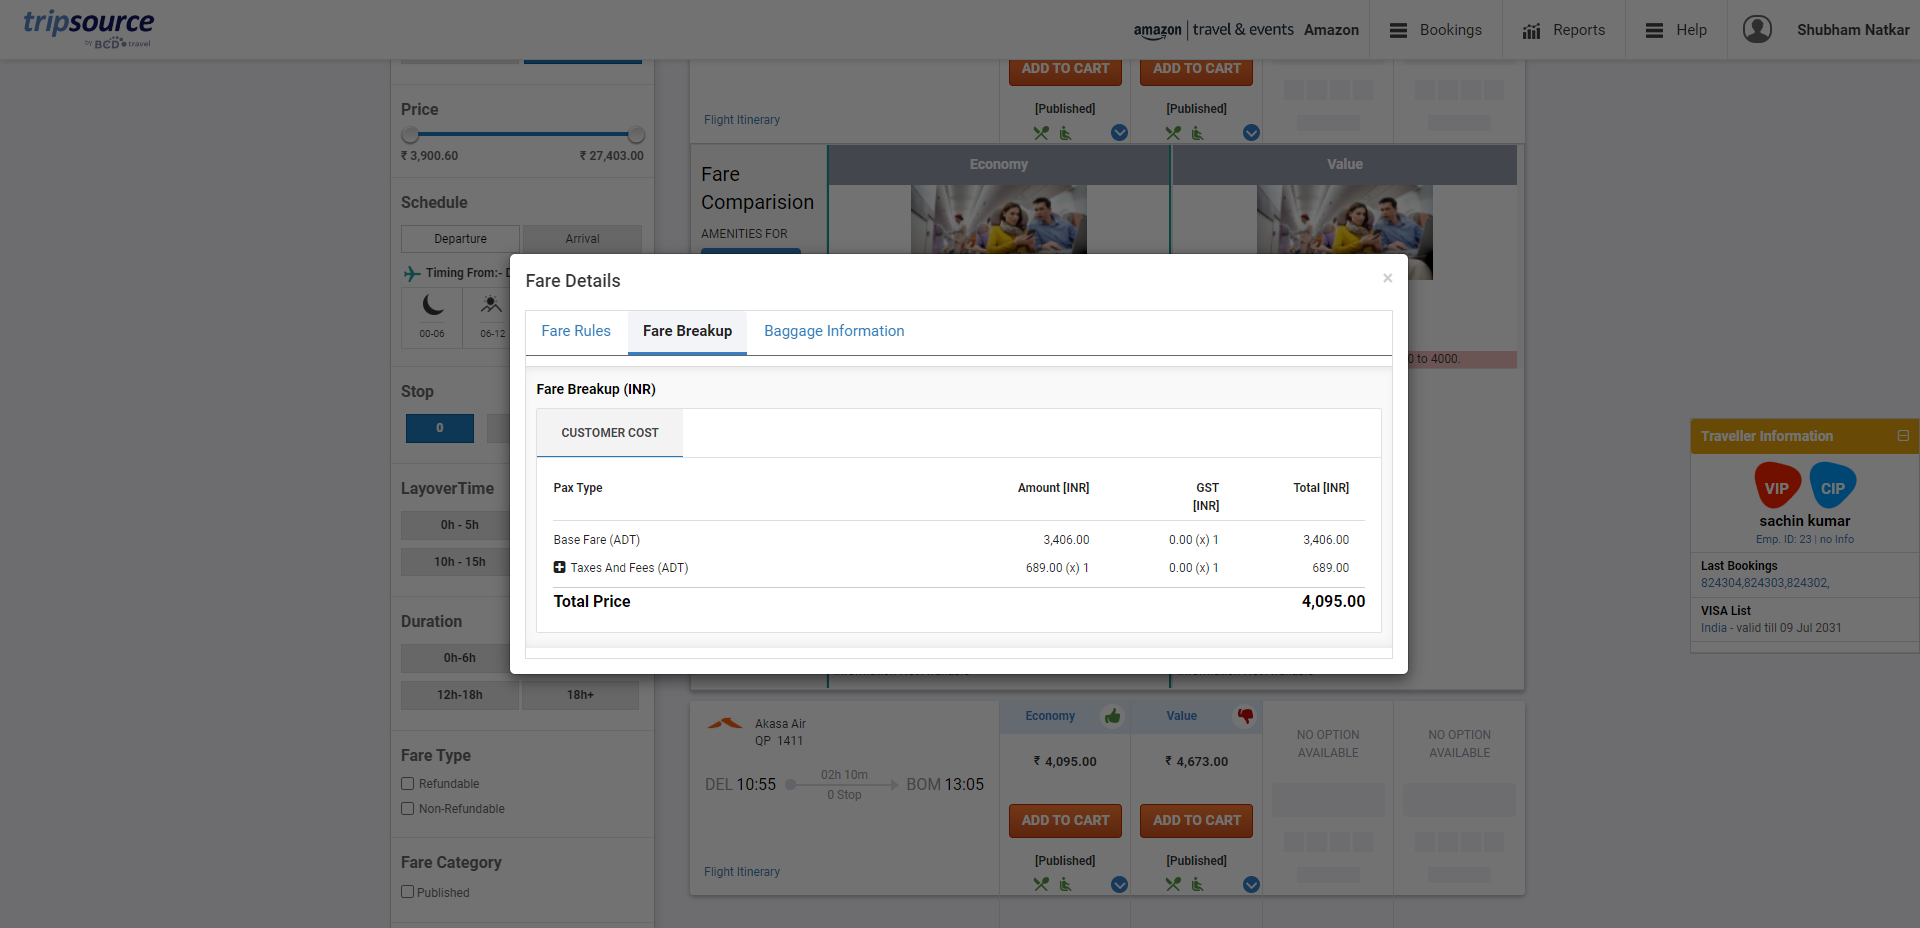 tripsource
by BCD travel
amazon | travel & events Amazon
Bookings
Reports
Help
Shubham Natkar
Price
₹ 3,900.60 ₹ 27,403.00
Schedule
Departure Arrival
Timing From:-
00-06 06-12
Stop
0
LayoverTime
0h - 5h
10h - 15h
Duration
0h-6h
12h-18h 18h+
Fare Type
Refundable
Non-Refundable
Fare Category
Published
ADD TO CART ADD TO CART
[Published] [Published]
Flight Itinerary
Fare
Comparision
AMENITIES FOR
Economy Value
0 to 4000.
Fare Details ×
Fare Rules Fare Breakup Baggage Information
Fare Breakup (INR)
CUSTOMER COST
Pax Type Amount [INR] GST [INR] Total [INR]
Base Fare (ADT) 3,406.00 0.00 (x) 1 3,406.00
Taxes And Fees (ADT) 689.00 (x) 1 0.00 (x) 1 689.00
Total Price 4,095.00
Akasa Air
QP 1411
DEL 10:55 02h 10m BOM 13:05
0 Stop
Flight Itinerary
Economy Value
₹ 4,095.00 ₹ 4,673.00
ADD TO CART ADD TO CART
[Published] [Published]
NO OPTION AVAILABLE NO OPTION AVAILABLE
Traveller Information
VIP CIP
sachin kumar
Emp. ID: 23 | no Info
Last Bookings
824304,824303,824302,
VISA List
India - valid till 09 Jul 2031